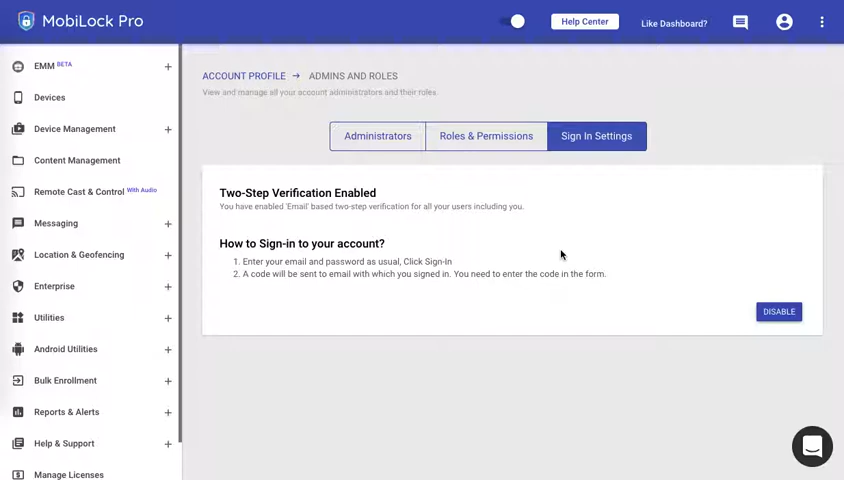 MobiLock Pro
Help Center
Like Dashboard?
EMM BETA
Devices
Device Management
Content Management
Remote Cast & Control With Audio
Messaging
Location & Geofencing
Enterprise
Utilities
Android Utilities
Bulk Enrollment
Reports & Alerts
Help & Support
Manage Licenses
ACCOUNT PROFILE → ADMINS AND ROLES
View and manage all your account administrators and their roles.
Administrators
Roles & Permissions
Sign In Settings
Two-Step Verification Enabled
You have enabled 'Email' based two-step verification for all your users including you.
How to Sign-in to your account?
1. Enter your email and password as usual, Click Sign-In
2. A code will be sent to email with which you signed in. You need to enter the code in the form.
DISABLE